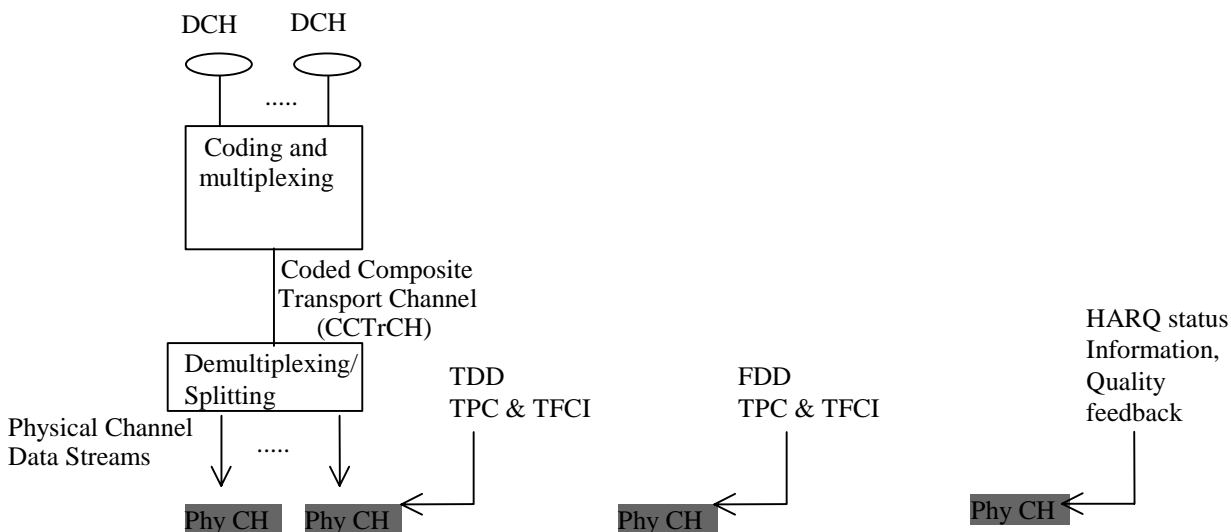 DCH DCH
.....
Coding and
multiplexing
Coded Composite
Transport Channel
(CCTrCH)
Demultiplexing/
Splitting
Physical Channel
Data Streams
.....
TDD
TPC & TFCI
FDD
TPC & TFCI
HARQ status
Information,
Quality
feedback
Phy CH Phy CH Phy CH Phy CH